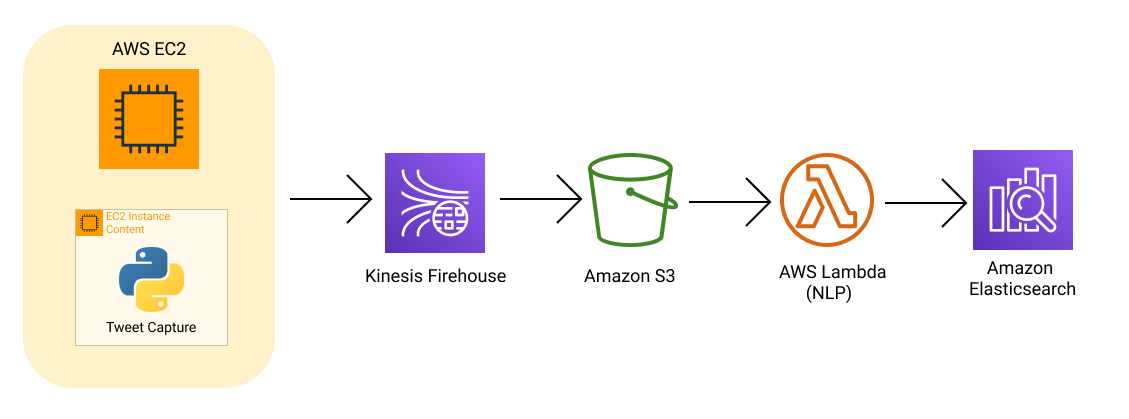 AWS EC2
EC2 Instance
Content
Tweet Capture
Kinesis Firehouse
Amazon S3
AWS Lambda
(NLP)
Amazon
Elasticsearch